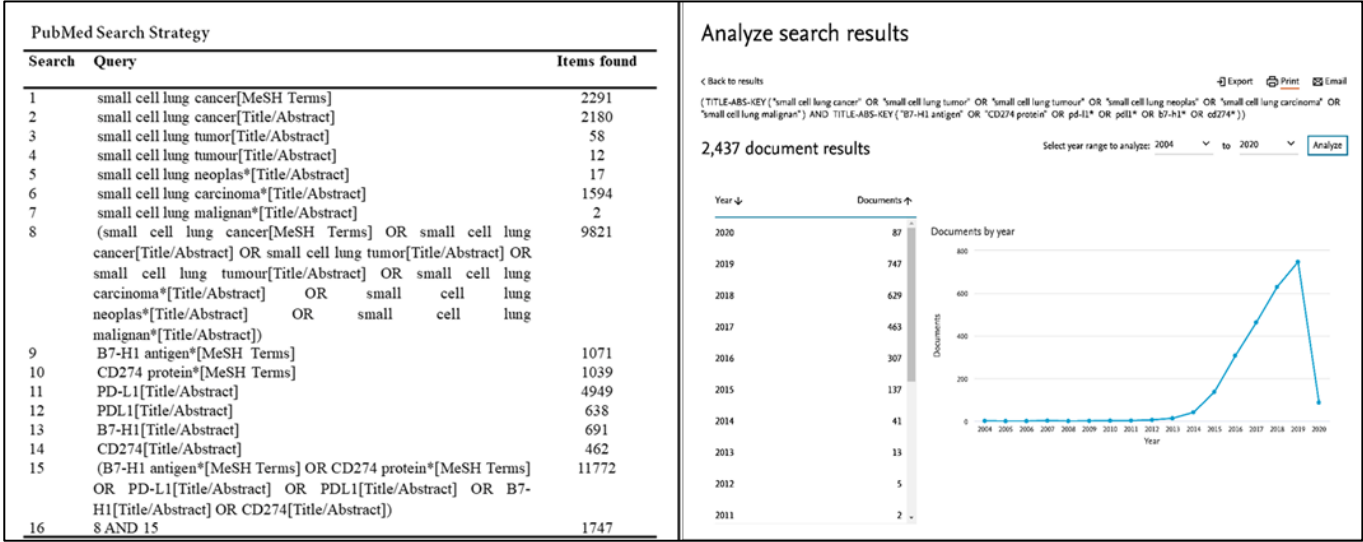 PubMed Search Strategy
Search Query Items found
1 small cell lung cancer[MeSH Terms] 2291
2 small cell lung cancer[Title/Abstract] 2180
3 small cell lung tumor[Title/Abstract] 58
4 small cell lung tumour[Title/Abstract] 12
5 small cell lung neoplas*[Title/Abstract] 17
6 small cell lung carcinoma*[Title/Abstract] 1594
7 small cell lung malignan*[Title/Abstract] 2
8 (small cell lung cancer[MeSH Terms] OR small cell lung 9821
cancer[Title/Abstract] OR small cell lung tumor[Title/Abstract] OR
small cell lung tumour[Title/Abstract] OR small cell lung
carcinoma*[Title/Abstract] OR small cell lung
neoplas*[Title/Abstract] OR small cell lung
malignan*[Title/Abstract])
9 B7-H1 antigen*[MeSH Terms] 1071
10 CD274 protein*[MeSH Terms] 1039
11 PD-L1[Title/Abstract] 4949
12 PDL1[Title/Abstract] 638
13 B7-H1[Title/Abstract] 691
14 CD274[Title/Abstract] 462
15 (B7-H1 antigen*[MeSH Terms] OR CD274 protein*[MeSH Terms] 11772
OR PD-L1[Title/Abstract] OR PDL1[Title/Abstract] OR B7-
H1[Title/Abstract] OR CD274[Title/Abstract])
16 8 AND 15 1747
Analyze search results
< Back to results Export Print Email
( TITLE-ABS-KEY ( "small cell lung cancer" OR "small cell lung tumor" OR "small cell lung tumour" OR "small cell lung neoplas" OR "small cell lung carcinoma" OR
"small cell lung malignan" ) AND TITLE-ABS-KEY ( "B7-H1 antigen" OR "CD274 protein" OR pd-l1* OR pdl1* OR b7-h1* OR cd274* ) )
2,437 document results Select year range to analyze: 2004 to 2020 Analyze
Year Documents
2020 87
2019 747
2018 629
2017 463
2016 307
2015 137
2014 41
2013 13
2012 5
2011 2
Documents by year
800
600
400
200
0
Documents
2004 2005 2006 2007 2008 2009 2010 2011 2012 2013 2014 2015 2016 2017 2018 2019 2020
Year